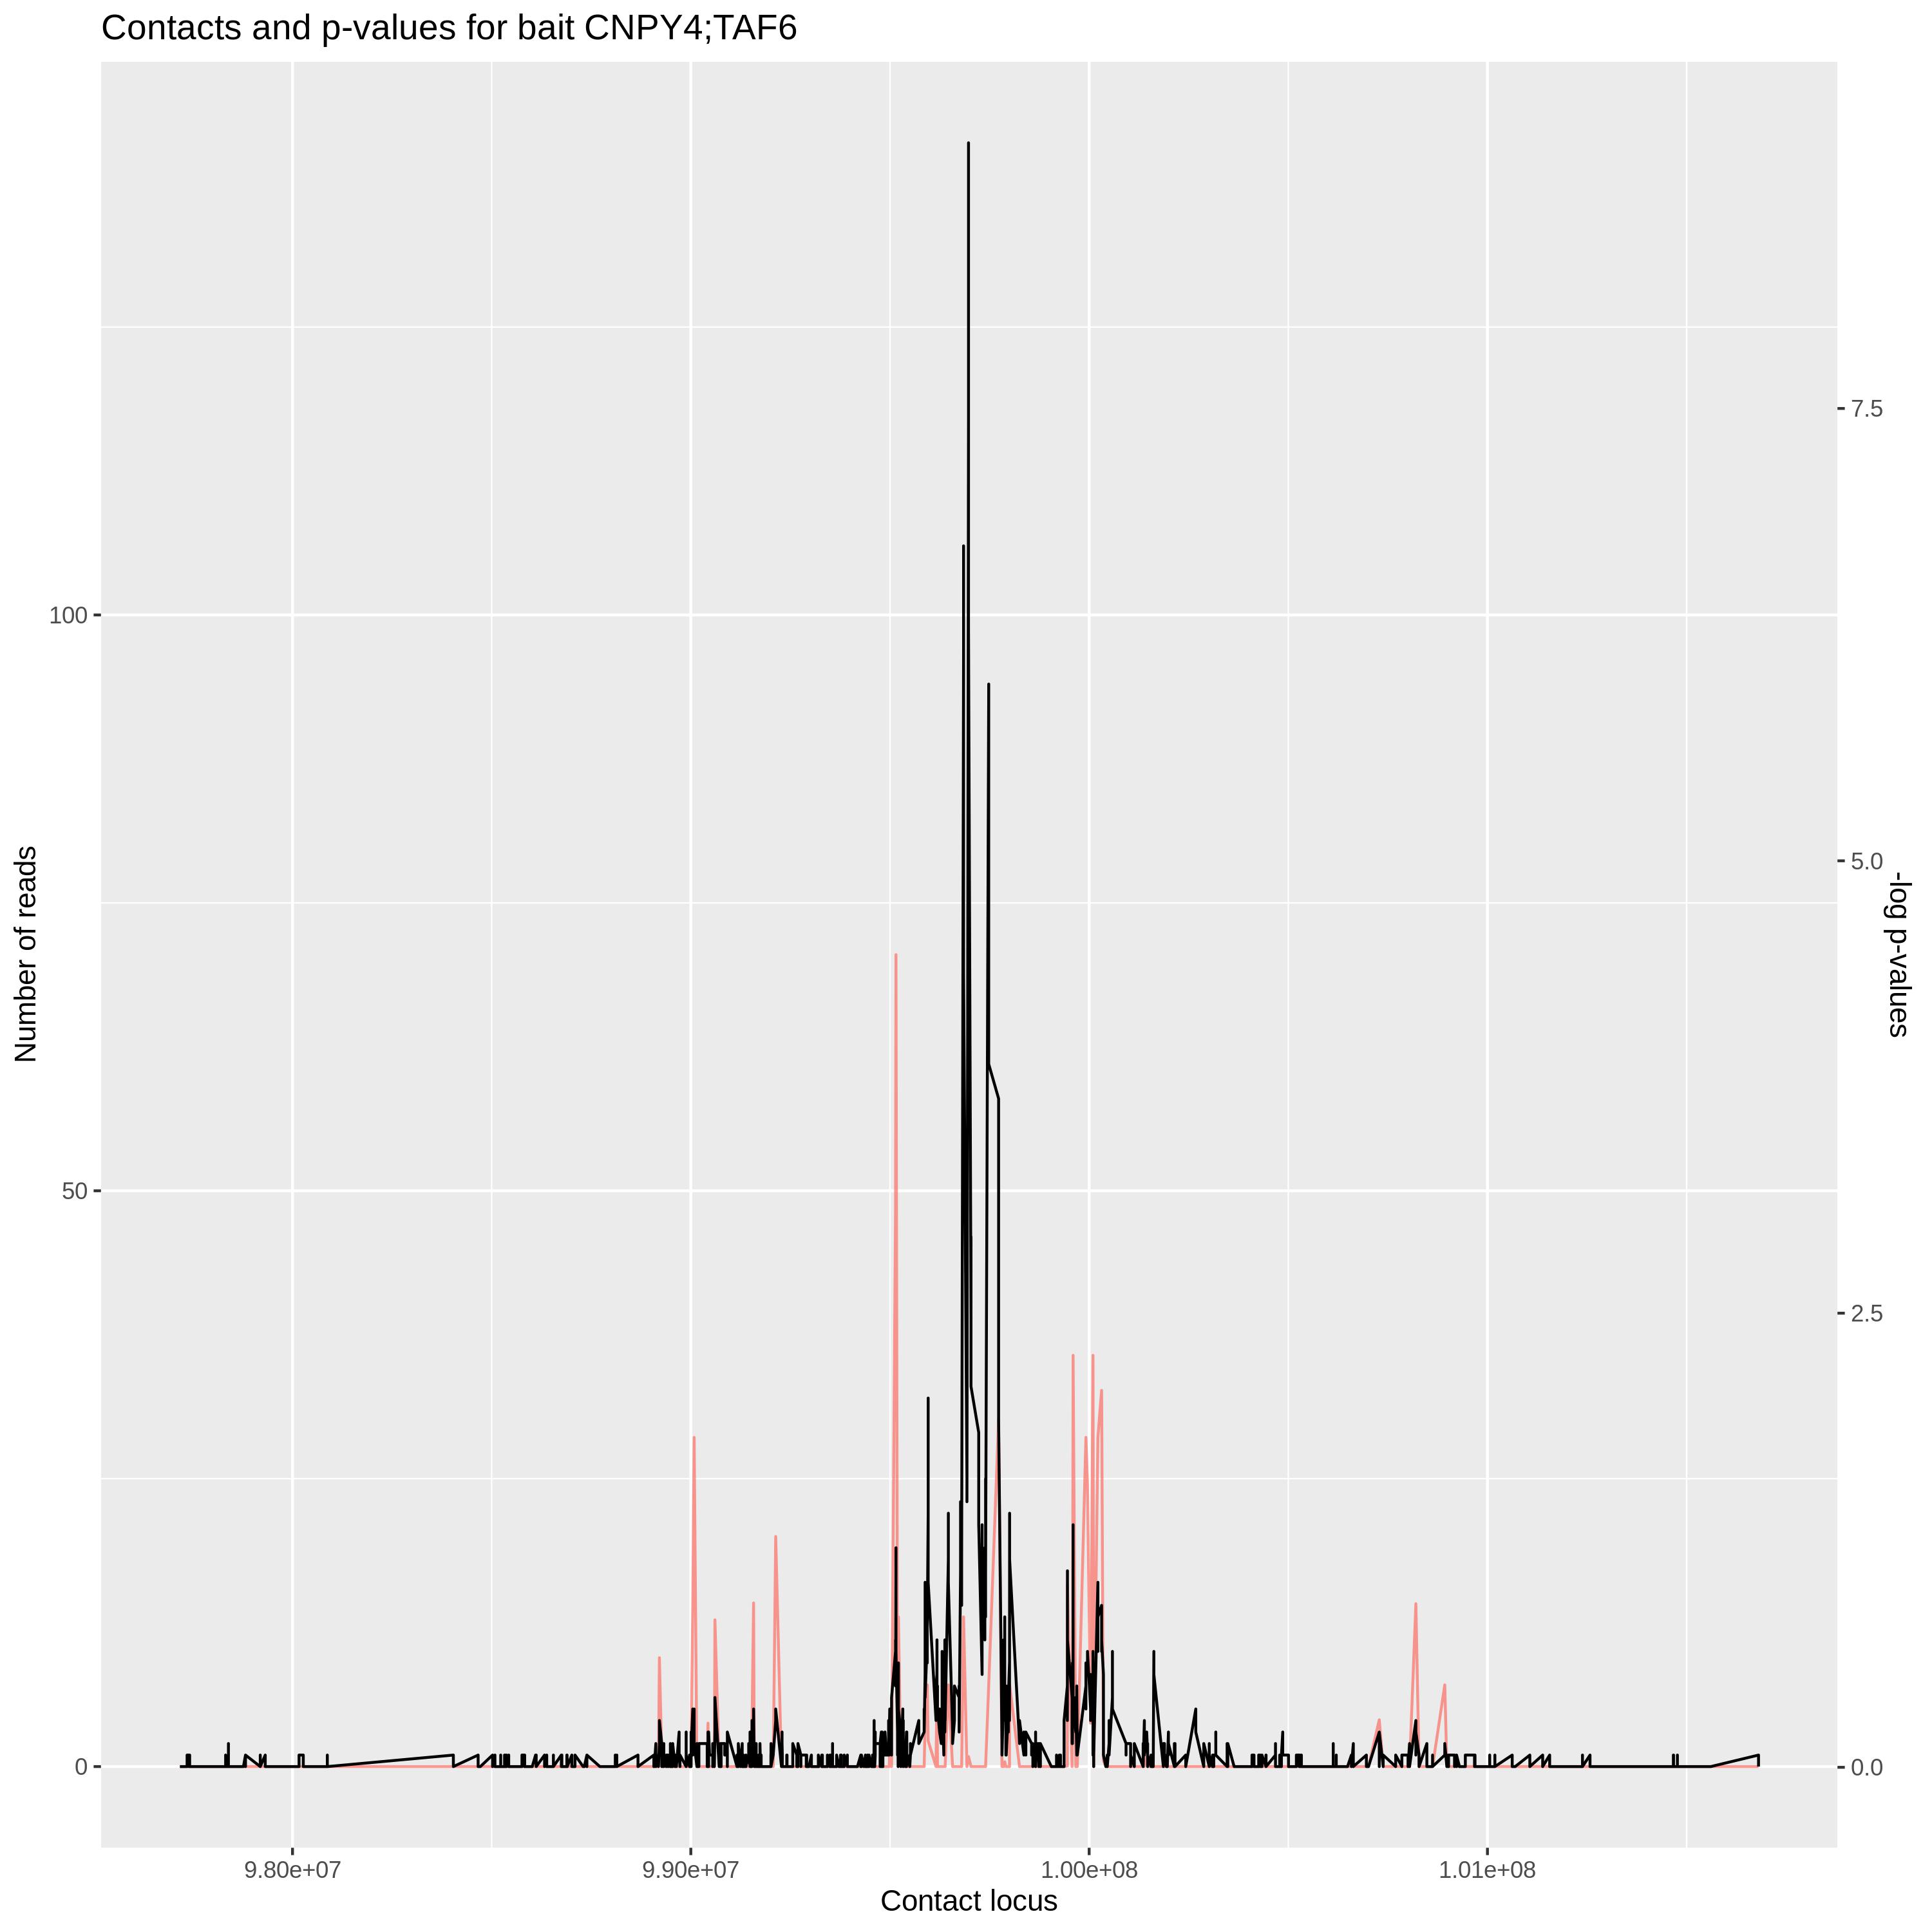 Contacts and p-values for bait CNPY4;TAF6
Number of reads
100
50
0
7.5
5.0
2.5
0.0
-log p-values
9.80e+07
9.90e+07
1.00e+08
1.01e+08
Contact locus